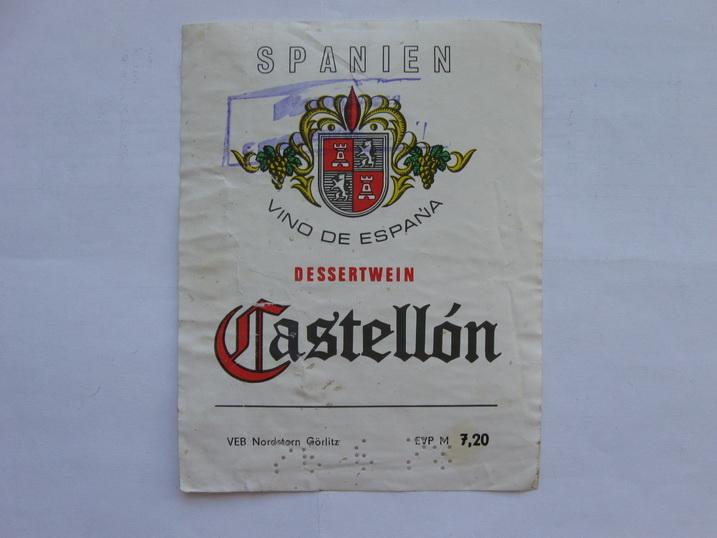 SPANIEN
VINO DE ESPAÑA
DESSERTWEIN
Castellón
VEB Nordstern Görlitz EVP M 7,20